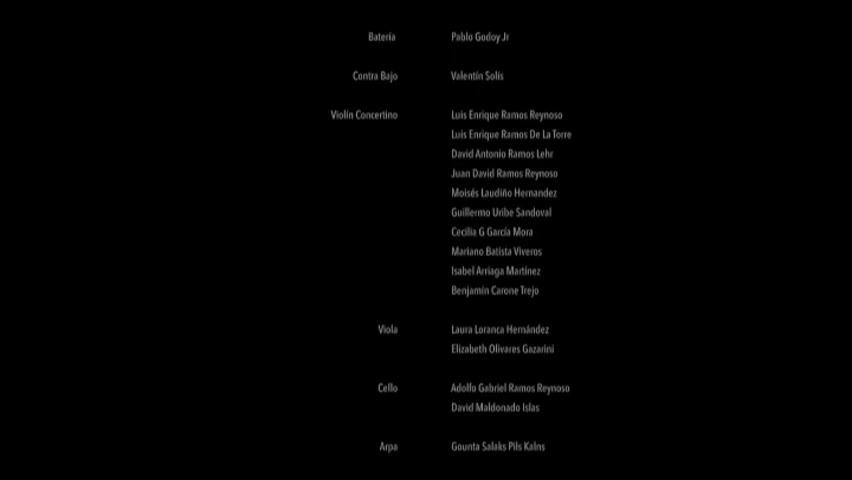 Batería Pablo Godoy Jr
Contra Bajo Valentín Solís
Violín Concertino Luis Enrique Ramos Reynoso
Luis Enrique Ramos De La Torre
David Antonio Ramos Lehr
Juan David Ramos Reynoso
Moisés Laudiño Hernandez
Guillermo Uribe Sandoval
Cecilia G García Mora
Mariano Batista Viveros
Isabel Arriaga Martínez
Benjamín Carone Trejo
Viola Laura Loranca Hernández
Elizabeth Olivares Gazarini
Cello Adolfo Gabriel Ramos Reynoso
David Maldonado Islas
Arpa Gounta Salaks Pils Kalns